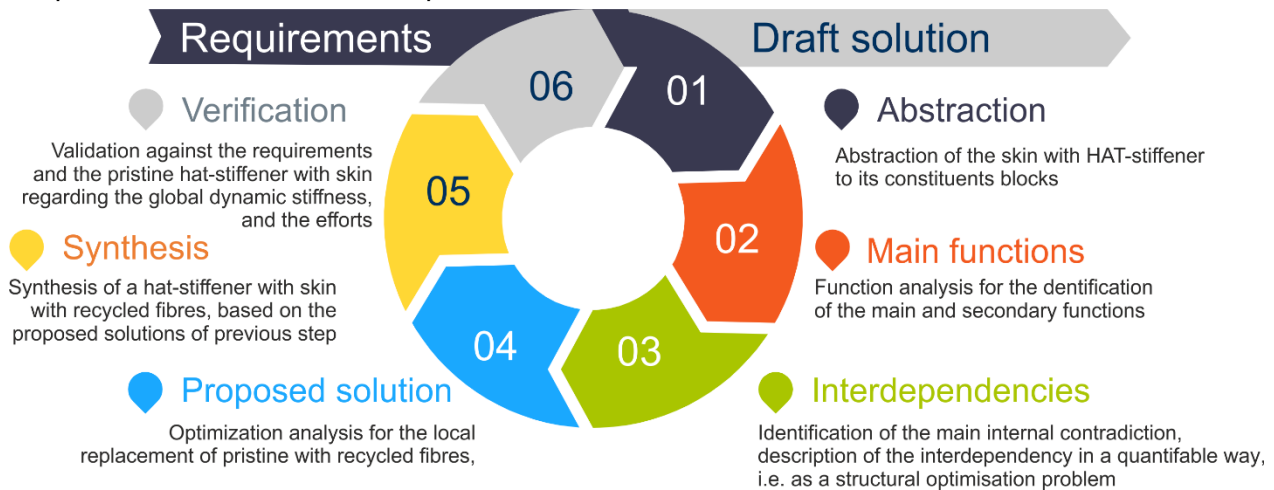 Requirements
Draft solution
06
01
Verification
Validation against the requirements
and the pristine hat-stiffener with skin
regarding the global dynamic stiffness,
and the efforts
Abstraction
Abstraction of the skin with HAT-stiffener
to its constituents blocks
05
02
Synthesis
Synthesis of a hat-stiffener with skin
with recycled fibres, based on the
proposed solutions of previous step
Main functions
Function analysis for the dentification
of the main and secondary functions
04
03
Proposed solution
Optimization analysis for the local
replacement of pristine with recycled fibres,
Interdependencies
Identification of the main internal contradiction,
description of the interdependency in a quantifable way,
i.e. as a structural optimisation problem